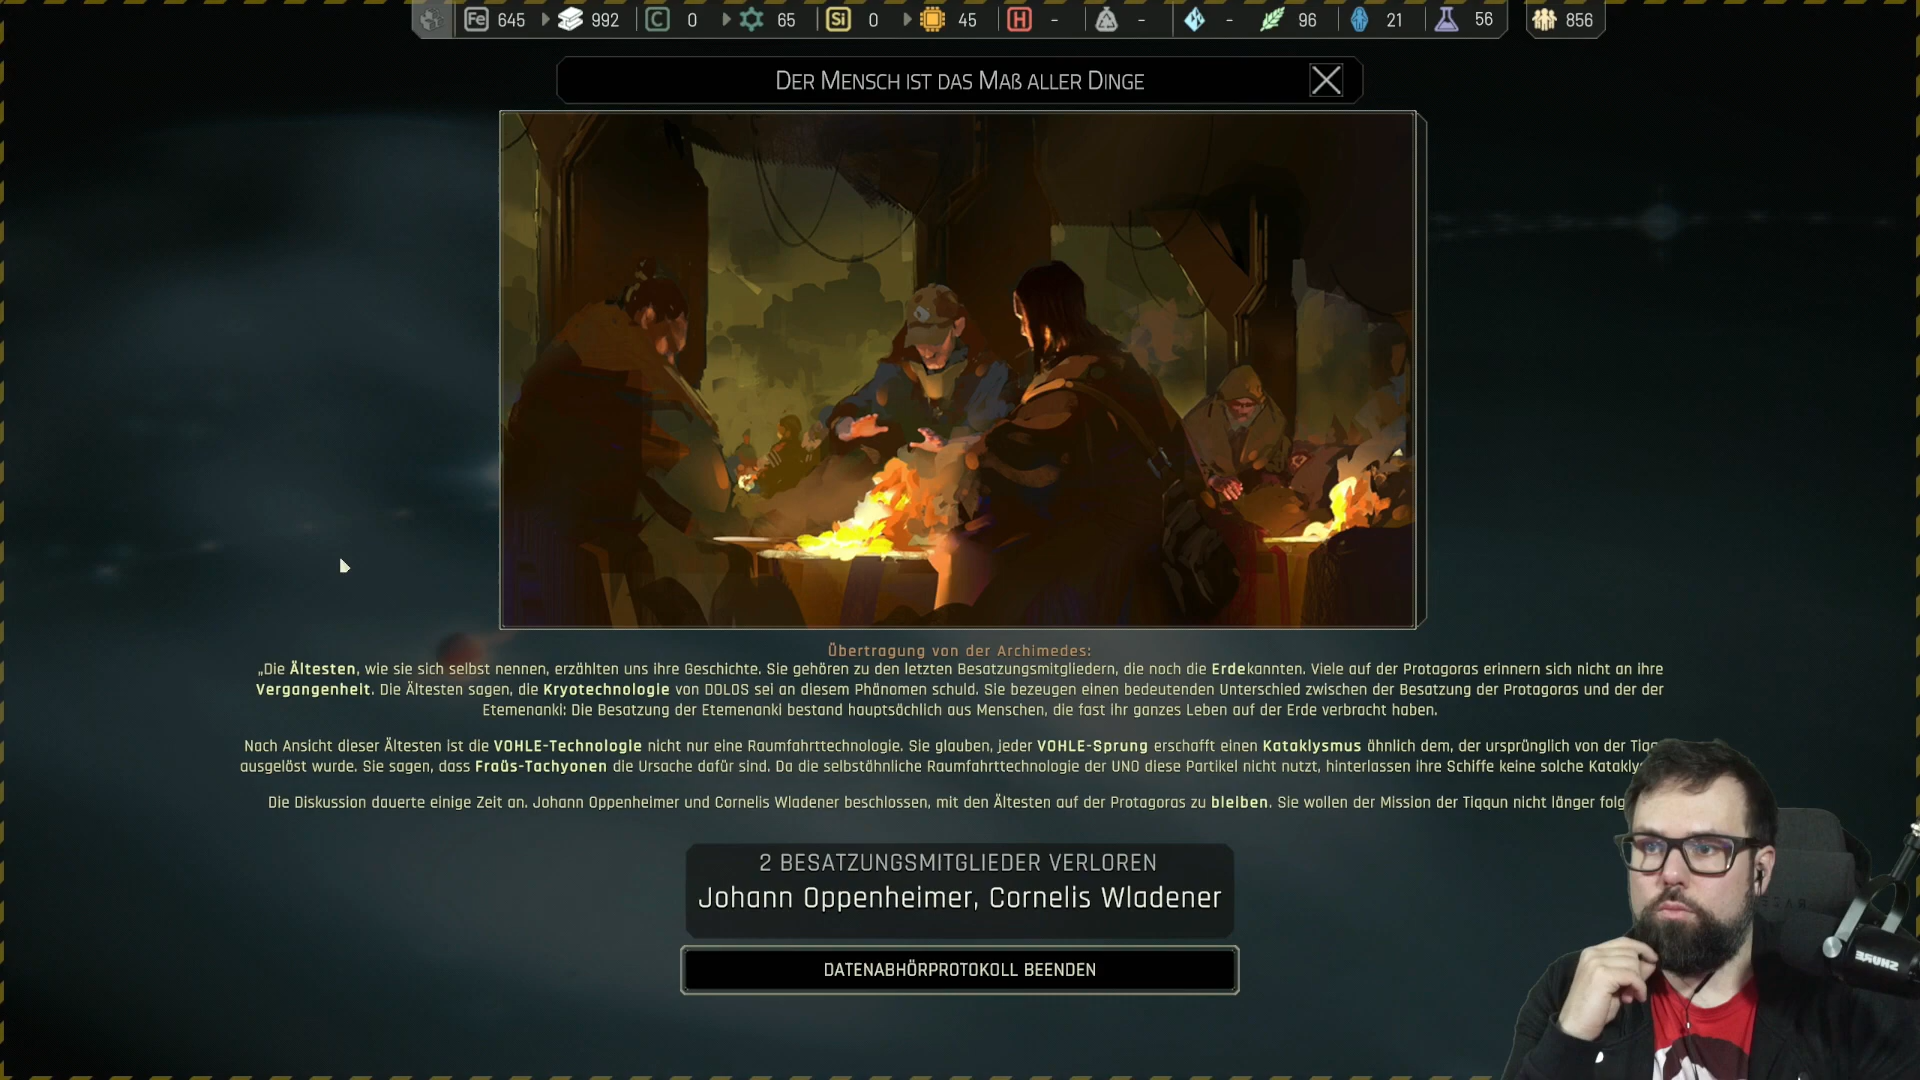 Fe 645 992 C 0 65 Si 0 45 H - - - 96 21 56 856
DER MENSCH IST DAS MAß ALLER DINGE
Übertragung von der Archimedes:
„Die Ältesten, wie sie sich selbst nennen, erzählten uns ihre Geschichte. Sie gehören zu den letzten Besatzungsmitgliedern, die noch die Erdekannten. Viele auf der Protagoras erinnern sich nicht an ihre
Vergangenheit. Die Ältesten sagen, die Kryotechnologie von DOLOS sei an diesem Phänomen schuld. Sie bezeugen einen bedeutenden Unterschied zwischen der Besatzung der Protagoras und der der
Etemenanki: Die Besatzung der Etemenanki bestand hauptsächlich aus Menschen, die fast ihr ganzes Leben auf der Erde verbracht haben.
Nach Ansicht dieser Ältesten ist die VOHLE-Technologie nicht nur eine Raumfahrttechnologie. Sie glauben, jeder VOHLE-Sprung erschafft einen Kataklysmus ähnlich dem, der ursprünglich von der
ausgelöst wurde. Sie sagen, dass Fraüs-Tachyonen die Ursache dafür sind. Da die selbstähnliche Raumfahrttechnologie der UNO diese Partikel nicht nutzt, hinterlassen ihre Schiffe keine solche
Die Diskussion dauerte einige Zeit an. Johann Oppenheimer und Cornelis Wladener beschlossen, mit den Ältesten auf der Protagoras zu bleiben. Sie wollen der Mission der Tiqqun nicht länger
2 BESATZUNGSMITGLIEDER VERLOREN
Johann Oppenheimer, Cornelis Wladener
DATENABHÖRPROTOKOLL BEENDEN
SHURE